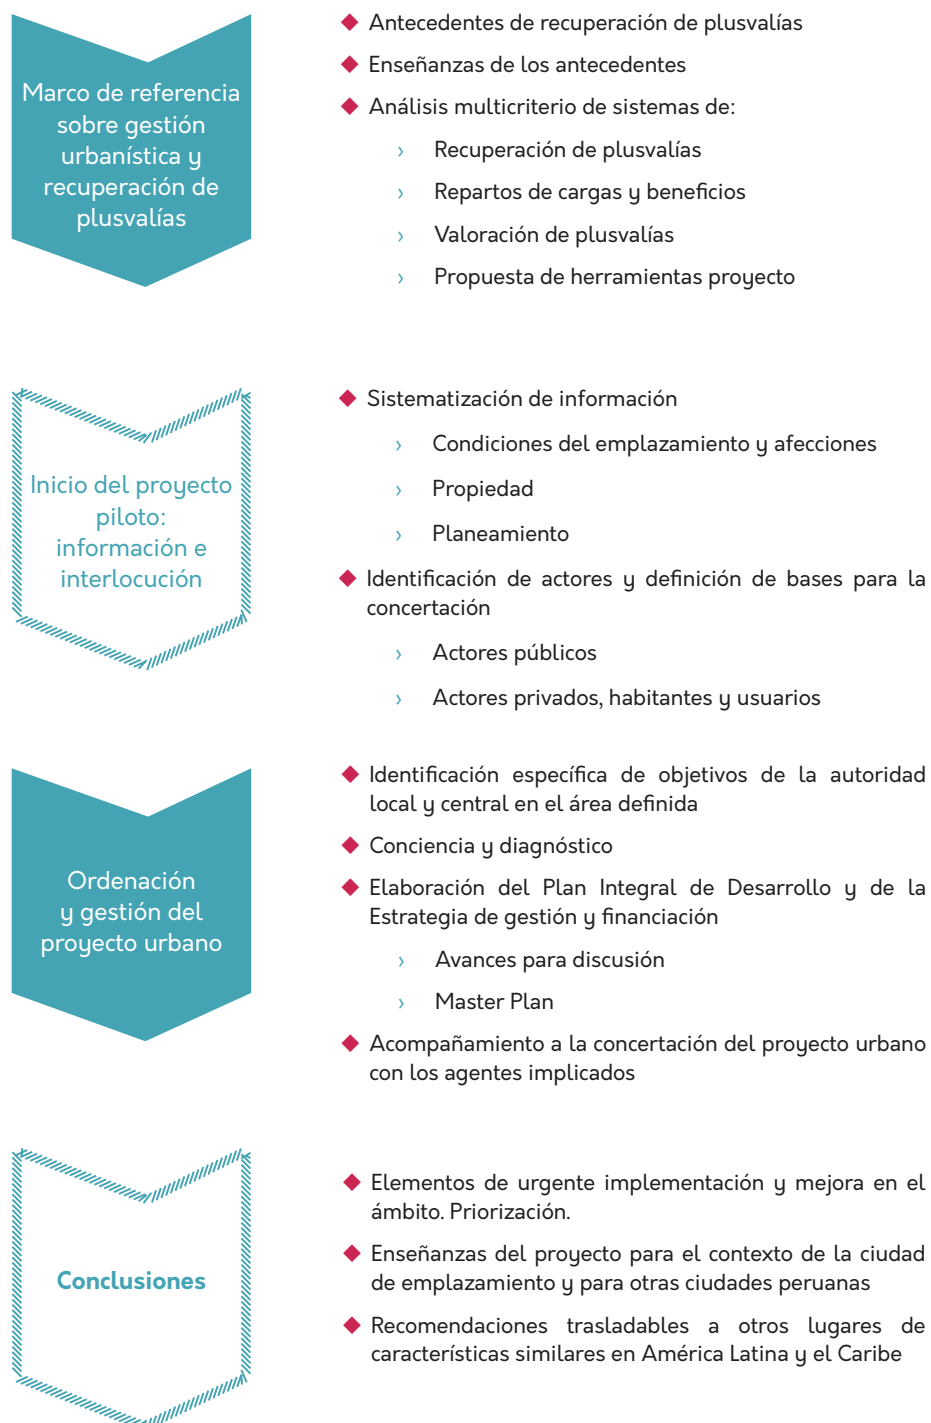 Marco de referencia
sobre gestión
urbanística y
recuperación de
plusvalías
◆ Antecedentes de recuperación de plusvalías
◆ Enseñanzas de los antecedentes
◆ Análisis multicriterio de sistemas de:
› Recuperación de plusvalías
› Repartos de cargas y beneficios
› Valoración de plusvalías
› Propuesta de herramientas proyecto
Inicio del proyecto
piloto:
información e
interlocución
◆ Sistematización de información
› Condiciones del emplazamiento y afecciones
› Propiedad
› Planeamiento
◆ Identificación de actores y definición de bases para la
concertación
› Actores públicos
› Actores privados, habitantes y usuarios
Ordenación
y gestión del
proyecto urbano
◆ Identificación específica de objetivos de la autoridad
local y central en el área definida
◆ Conciencia y diagnóstico
◆ Elaboración del Plan Integral de Desarrollo y de la
Estrategia de gestión y financiación
› Avances para discusión
› Master Plan
◆ Acompañamiento a la concertación del proyecto urbano
con los agentes implicados
Conclusiones
◆ Elementos de urgente implementación y mejora en el
ámbito. Priorización.
◆ Enseñanzas del proyecto para el contexto de la ciudad
de emplazamiento y para otras ciudades peruanas
◆ Recomendaciones trasladables a otros lugares de
características similares en América Latina y el Caribe